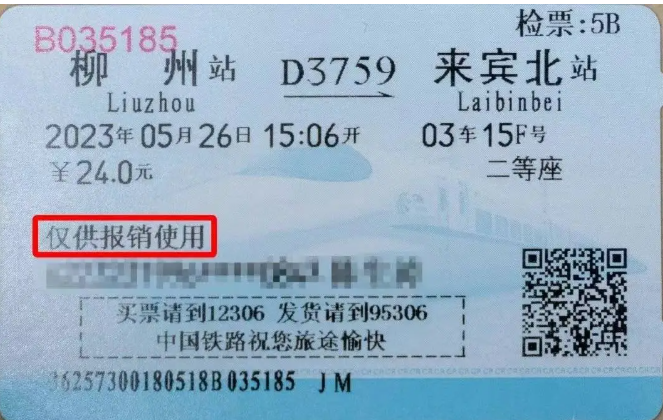 检票:5B
B035185
柳州站 D3759 来宾北站
Liuzhou Laibinbei
2023年05月26日 15:06开 03车15F号
￥24.0元 二等座
仅供报销使用
买票请到12306 发货请到95306
中国铁路祝您旅途愉快
36257300180518B035185 JM